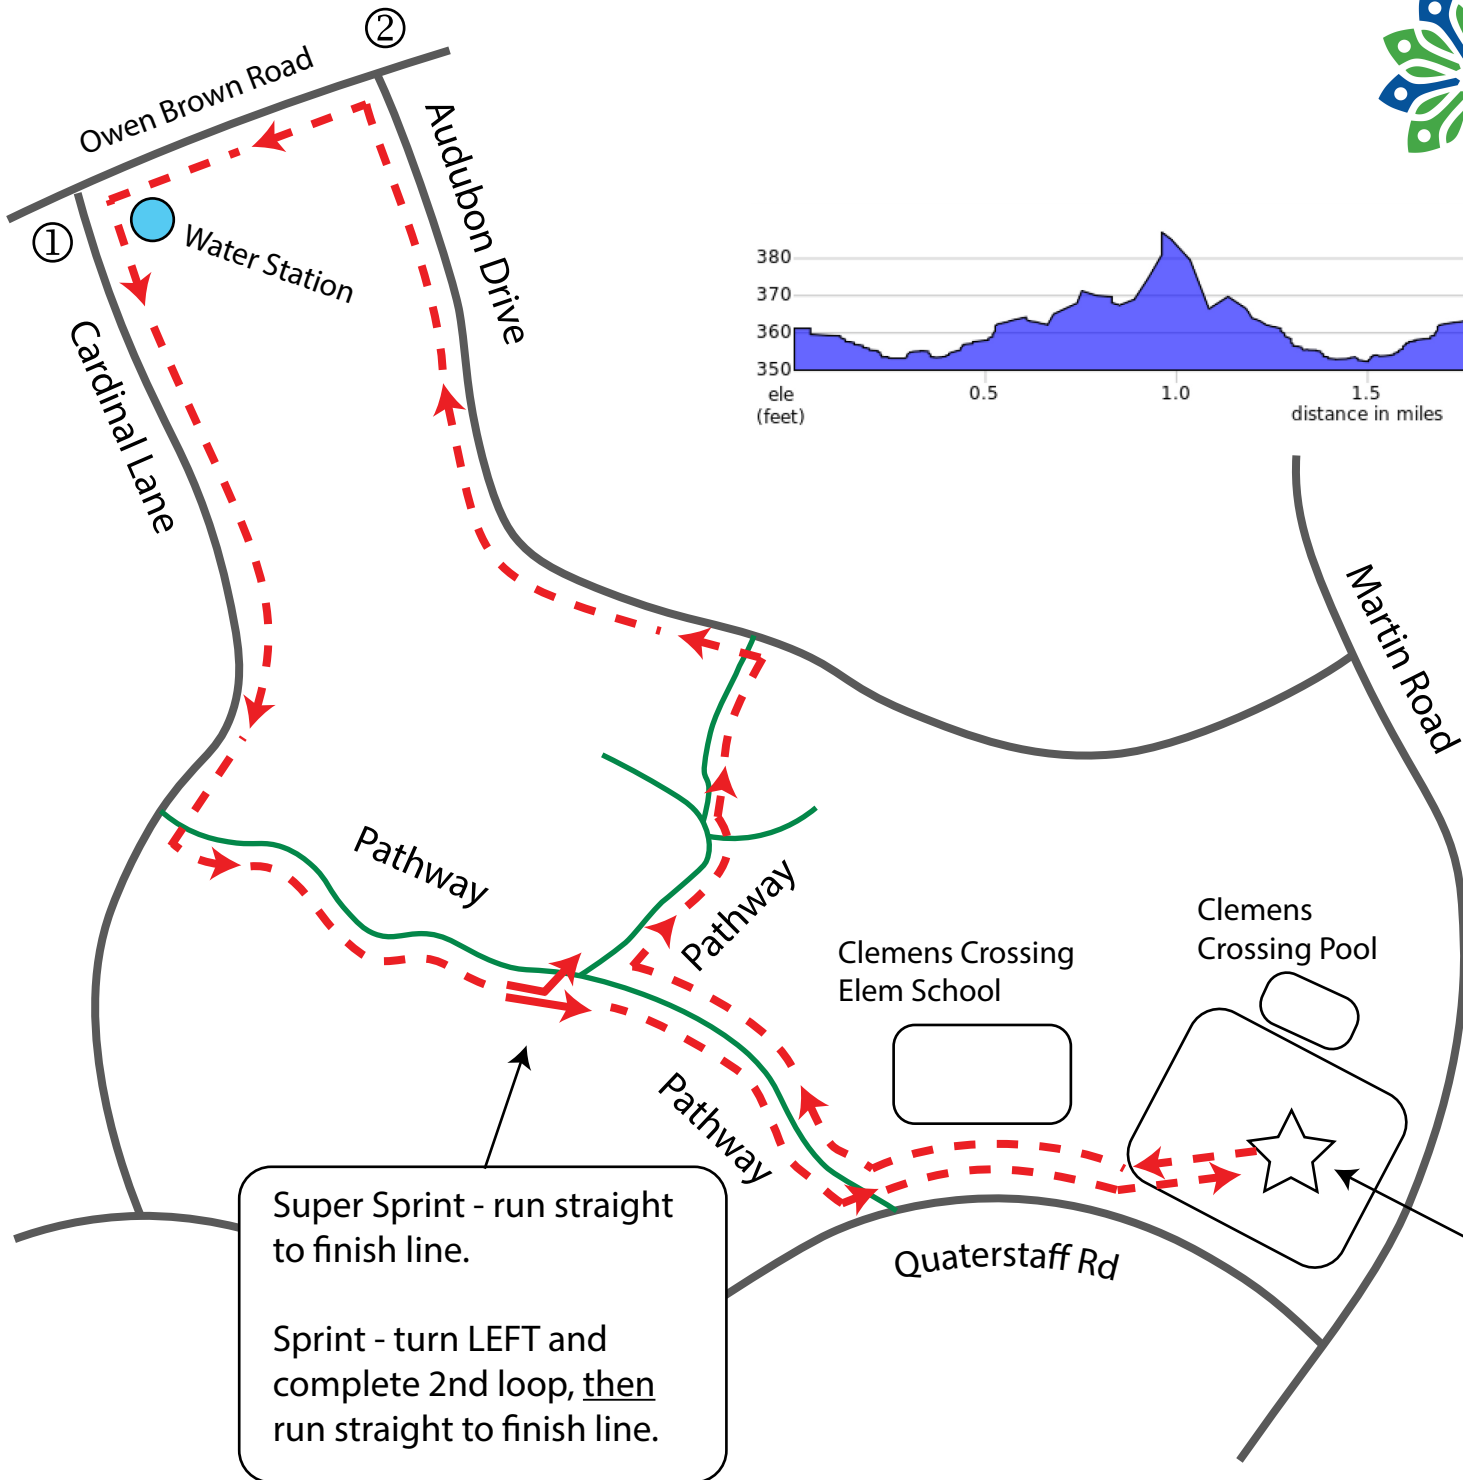 ②
Owen Brown Road
Audubon Drive
①
Water Station
Cardinal Lane
380
370
360
350
ele
(feet)
0.5
1.0
1.5
distance in miles
Martin Road
Pathway
Pathway
Clemens Crossing
Elem School
Clemens
Crossing Pool
Pathway
Quaterstaff Rd
Super Sprint - run straight
to finish line.
Sprint - turn LEFT and
complete 2nd loop, then
run straight to finish line.